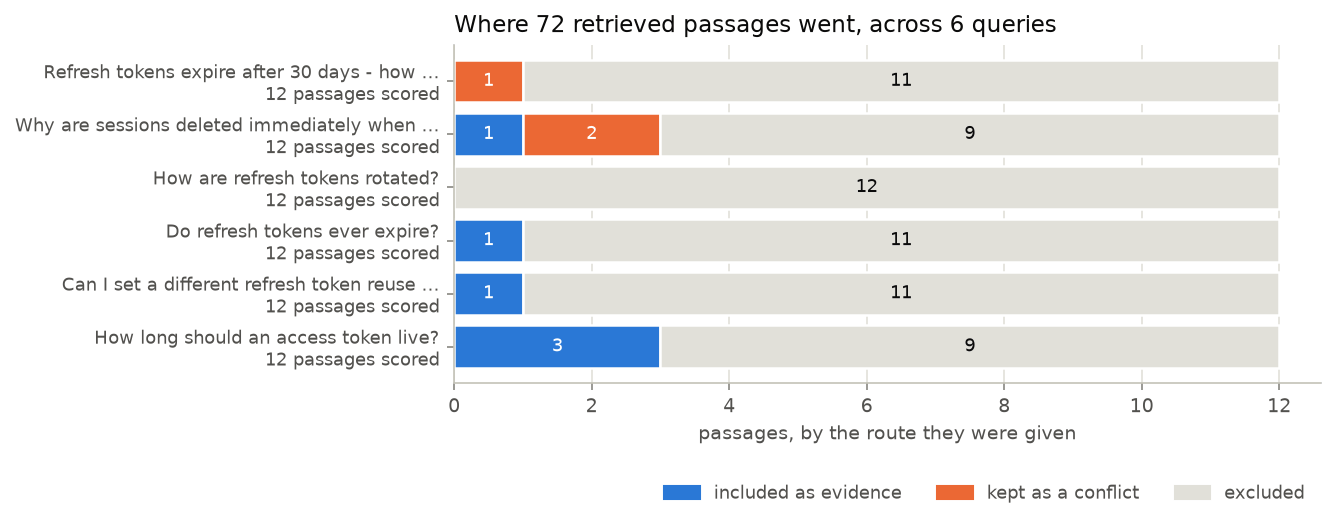 Where 72 retrieved passages went, across 6 queries
Refresh tokens expire after 30 days - how ...
12 passages scored
1
11
Why are sessions deleted immediately when ...
12 passages scored
1
2
9
How are refresh tokens rotated?
12 passages scored
12
Do refresh tokens ever expire?
12 passages scored
1
11
Can I set a different refresh token reuse ...
12 passages scored
1
11
How long should an access token live?
12 passages scored
3
9
0 2 4 6 8 10 12
passages, by the route they were given
included as evidence kept as a conflict excluded